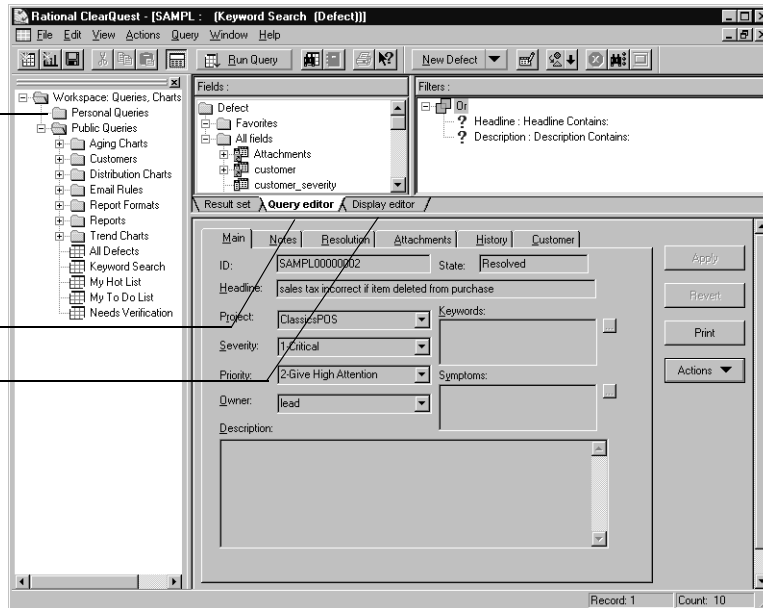 Rational ClearQuest - [SAMPL : (Keyword Search (Defect))]
File Edit View Actions Query Window Help
Run Query
New Defect
Workspace: Queries, Charts
Personal Queries
Public Queries
Aging Charts
Customers
Distribution Charts
Email Rules
Report Formats
Reports
Trend Charts
All Defects
Keyword Search
My Hot List
My To Do List
Needs Verification
Fields :
Defect
Favorites
All fields
Attachments
customer
customer_severity
Filters :
Or
? Headline : Headline Contains:
? Description : Description Contains:
Result set Query editor Display editor
Main Notes Resolution Attachments History Customer
ID: SAMPL00000002 State: Resolved
Headline: sales tax incorrect if item deleted from purchase
Project: ClassicsPOS Keywords:
Severity: 1-Critical
Priority: 2-Give High Attention Symptoms:
Owner: lead
Description:
Apply
Revert
Print
Actions
Record: 1 Count: 10